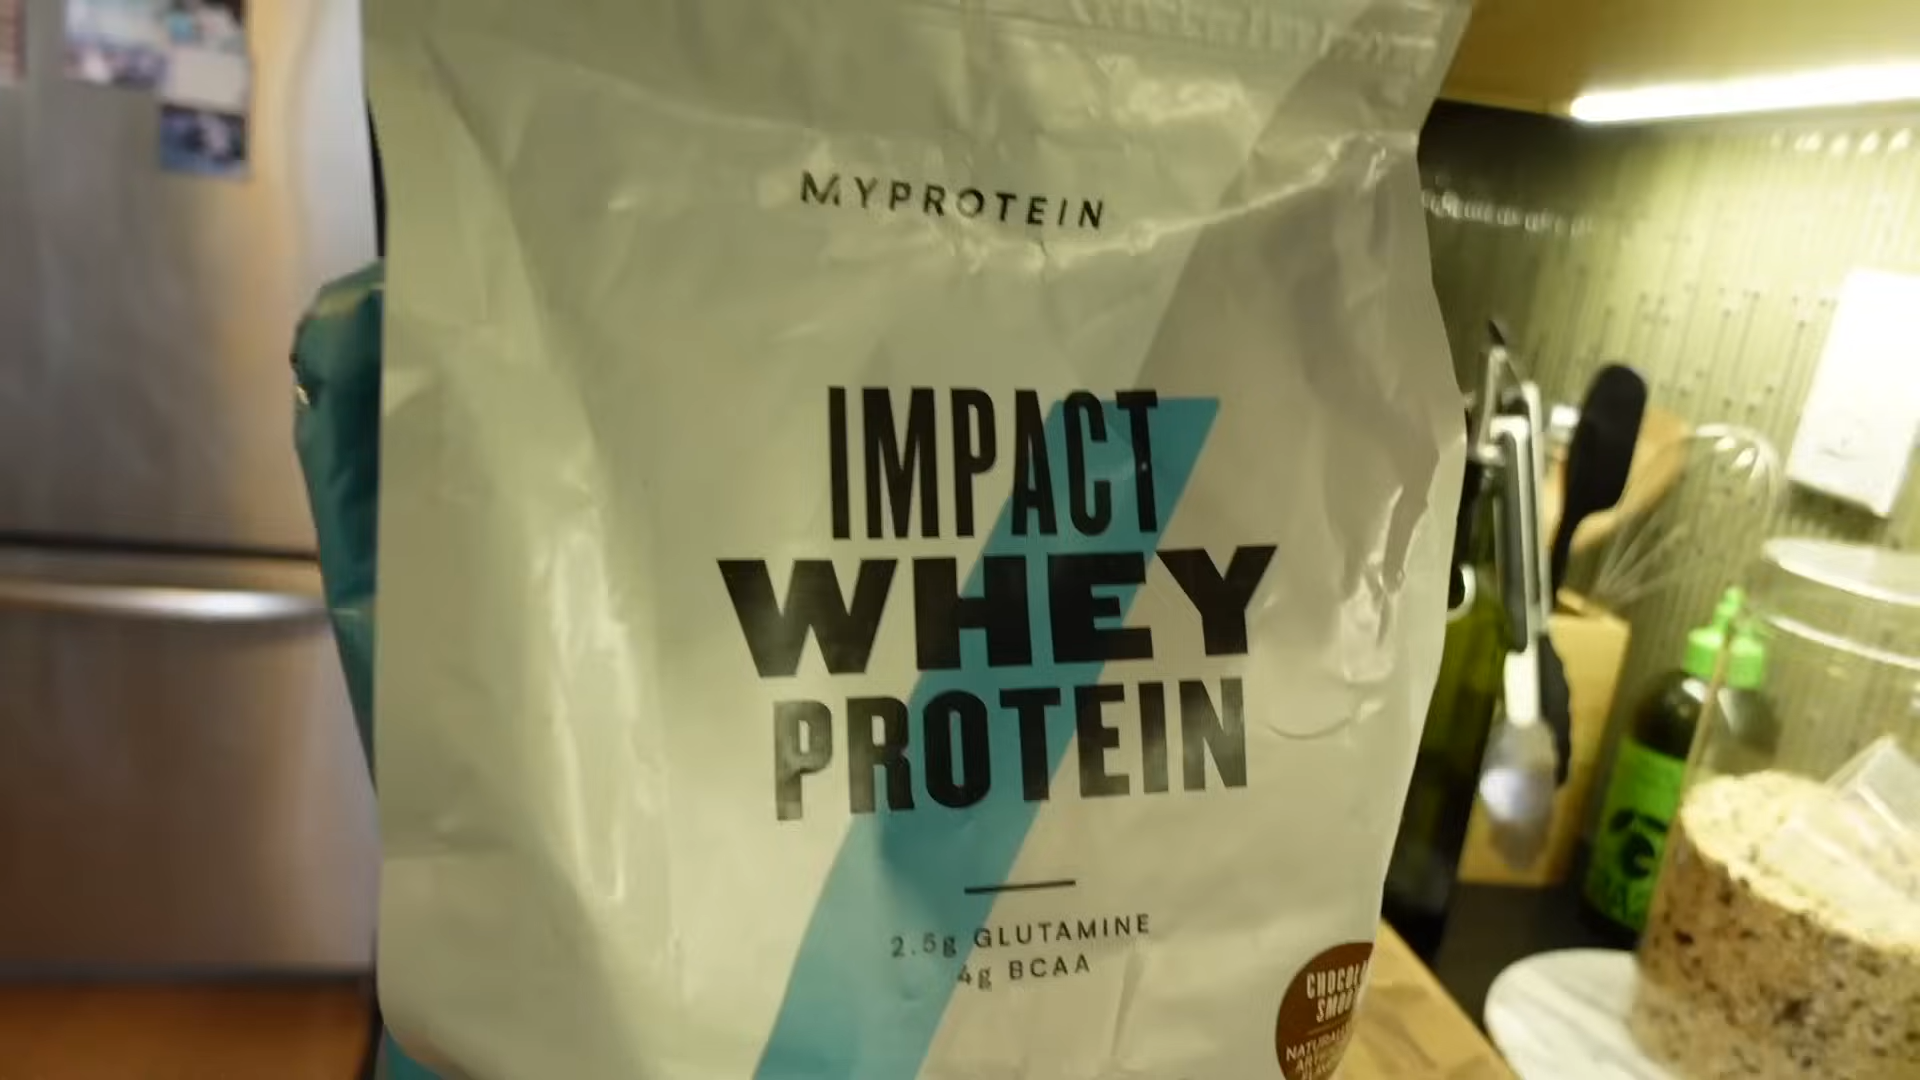 MYPROTEIN
IMPACT
WHEY
PROTEIN
2.5g GLUTAMINE
4g BCAA